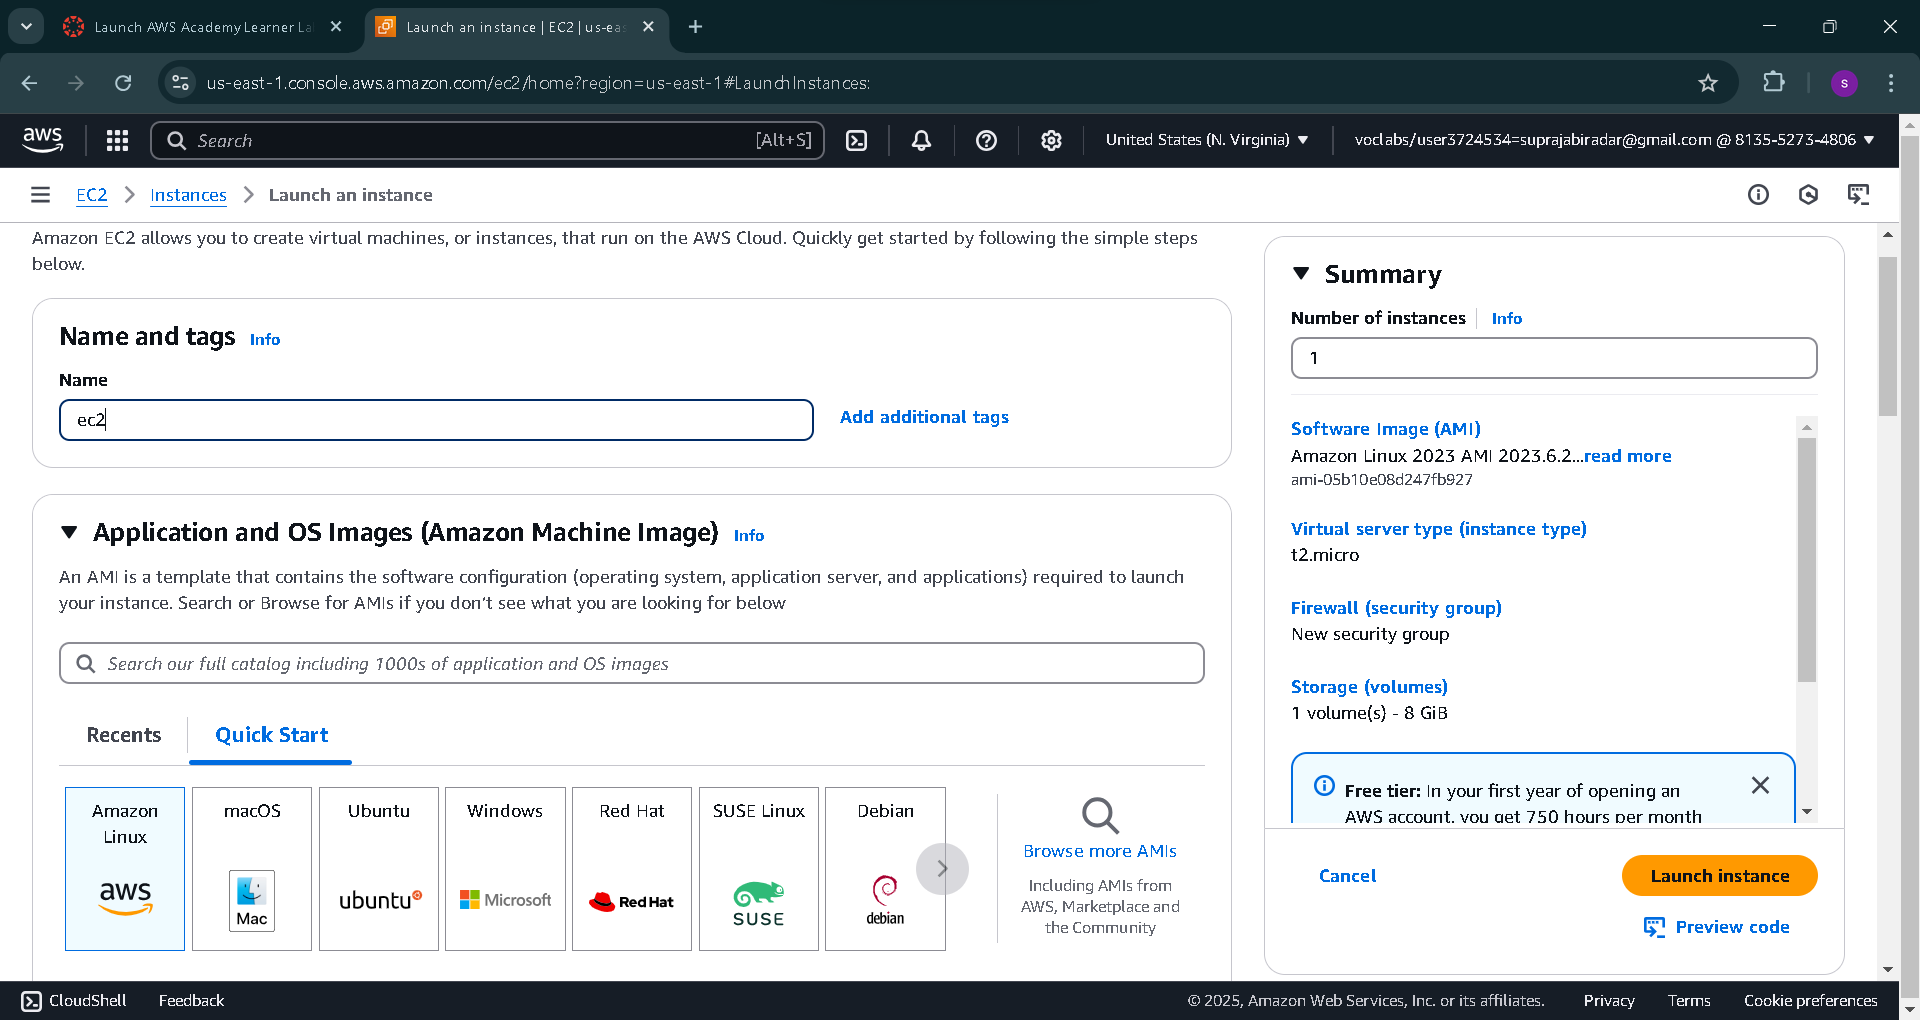 Launch AWS Academy Learner La
Launch an instance | EC2 | us-eas
us-east-1.console.aws.amazon.com/ec2/home?region=us-east-1#LaunchInstances:
S
aws
Search
[Alt+S]
United States (N. Virginia)
voclabs/user3724534=suprajabiradar@gmail.com @ 8135-5273-4806
EC2
Instances
Launch an instance
Amazon EC2 allows you to create virtual machines, or instances, that run on the AWS Cloud. Quickly get started by following the simple steps
below.
Name and tags
Info
Name
ec2
Add additional tags
Application and OS Images (Amazon Machine Image)
Info
An AMI is a template that contains the software configuration (operating system, application server, and applications) required to launch
your instance. Search or Browse for AMIs if you don't see what you are looking for below
Search our full catalog including 1000s of application and OS images
Recents
Quick Start
Amazon
Linux
aws
macOS
Mac
Ubuntu
ubuntu
Windows
Microsoft
Red Hat
Red Hat
SUSE Linux
SUSE
Debian
debian
Browse more AMIs
Including AMIs from
AWS, Marketplace and
the Community
Summary
Number of instances
Info
1
Software Image (AMI)
Amazon Linux 2023 AMI 2023.6.2...read more
ami-05b10e08d247fb927
Virtual server type (instance type)
t2.micro
Firewall (security group)
New security group
Storage (volumes)
1 volume(s) - 8 GiB
Free tier: In your first year of opening an
AWS account, you get 750 hours per month
Cancel
Launch instance
Preview code
CloudShell
Feedback
© 2025, Amazon Web Services, Inc. or its affiliates.
Privacy
Terms
Cookie preferences